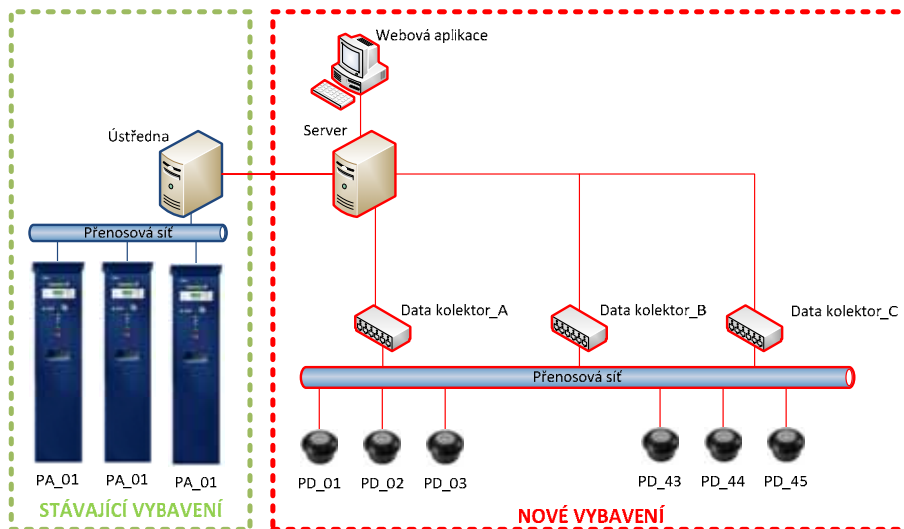 Webová aplikace
Ústředna
Server
Přenosová síť
Data kolektor_A
Data kolektor_B
Data kolektor_C
Přenosová síť
PA_01
PA_01
PA_01
PD_01
PD_02
PD_03
PD_43
PD_44
PD_45
STÁVAJÍCÍ VYBAVENÍ
NOVÉ VYBAVENÍ